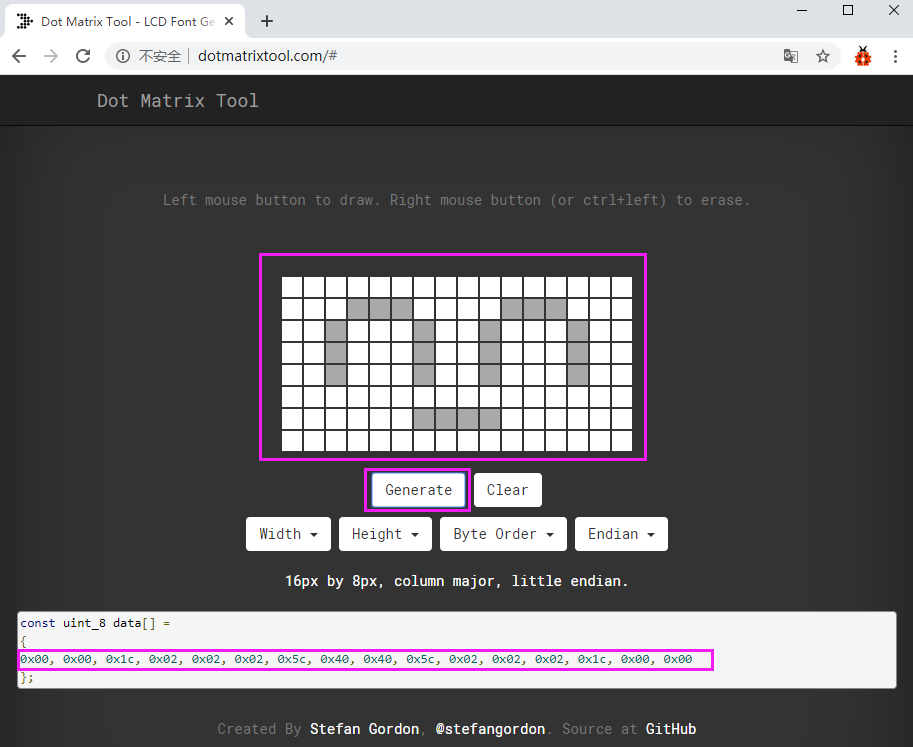 Dot Matrix Tool - LCD Font Ge
不安全 dotmatrixtool.com/#
Dot Matrix Tool
Left mouse button to draw. Right mouse button (or ctrl+left) to erase.
Generate Clear
Width Height Byte Order Endian
16px by 8px, column major, little endian.
const uint_8 data[] =
{
0x00, 0x00, 0x1c, 0x02, 0x02, 0x02, 0x5c, 0x40, 0x40, 0x5c, 0x02, 0x02, 0x02, 0x1c, 0x00, 0x00
};
Created By Stefan Gordon, @stefangordon. Source at GitHub